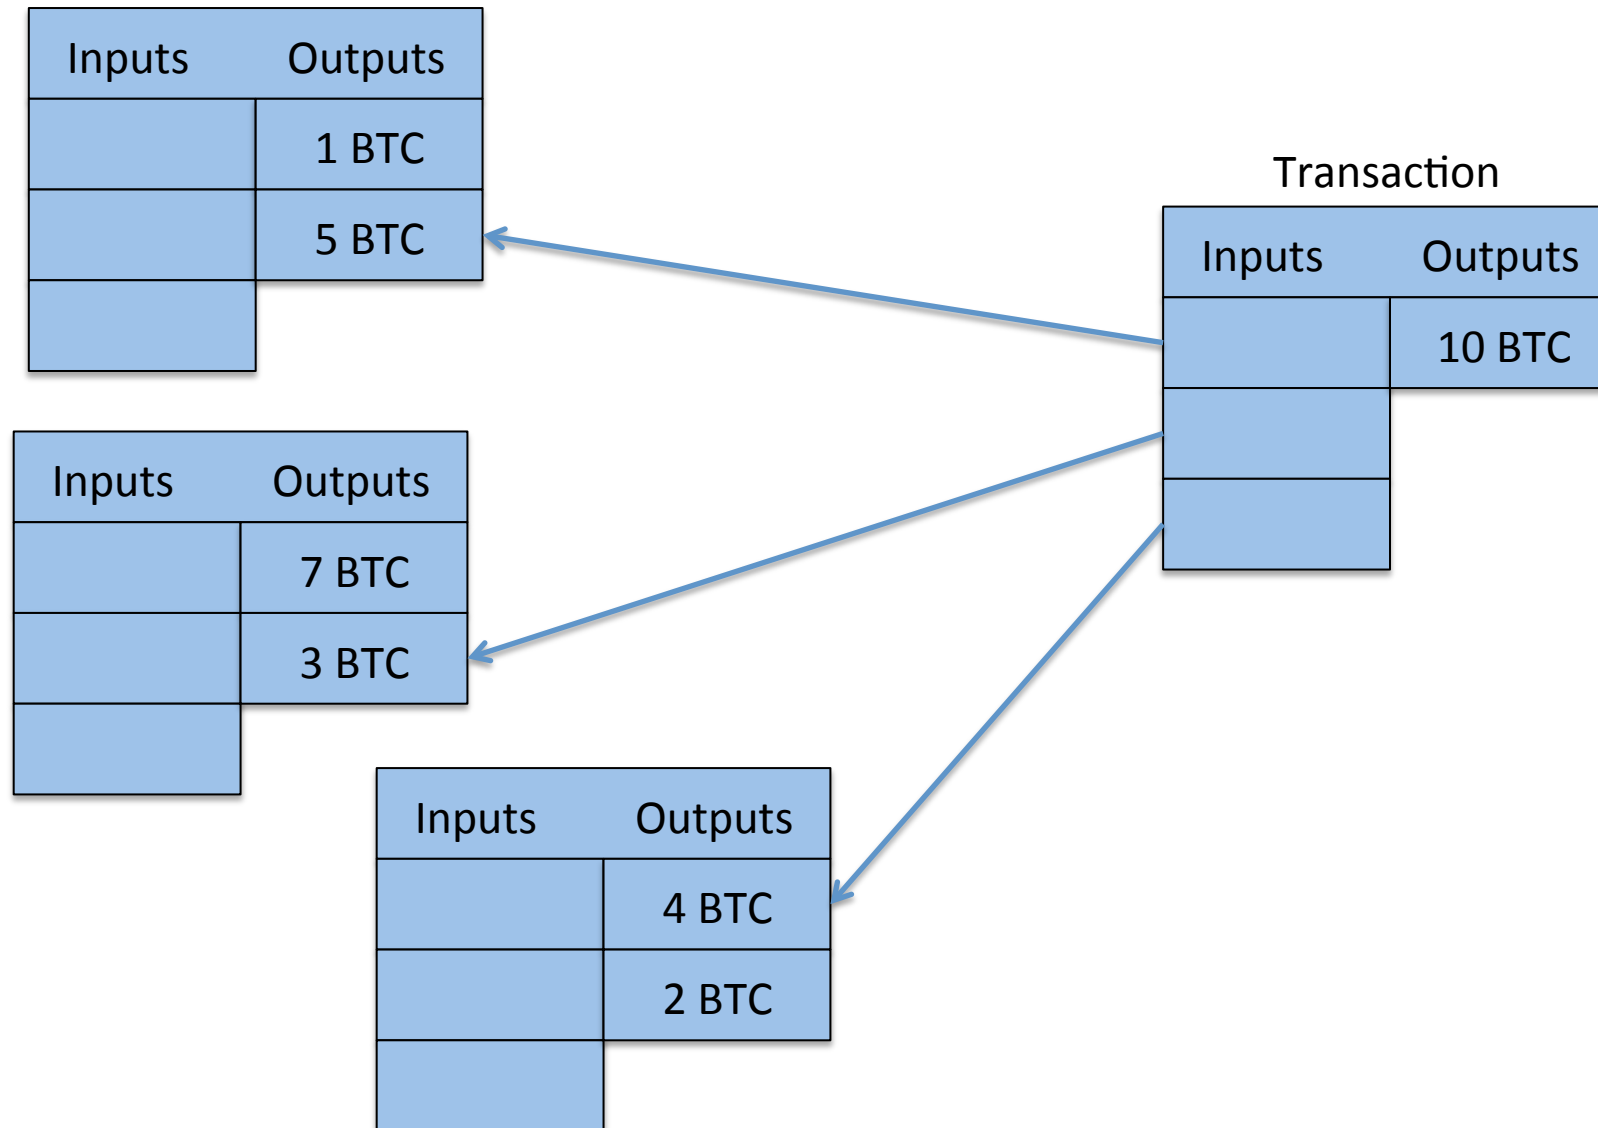 Inputs Outputs
1 BTC
5 BTC
Transaction
Inputs Outputs
10 BTC
Inputs Outputs
7 BTC
3 BTC
Inputs Outputs
4 BTC
2 BTC